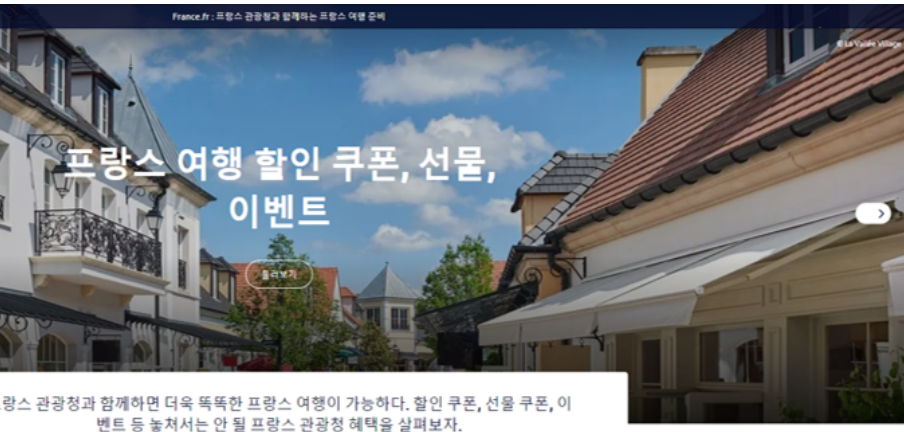 France.fr : 프랑스 관광청과 함께하는 프랑스 여행 준비
© La Vallée Village
프랑스 여행 할인 쿠폰, 선물,
이벤트
둘러보기
랑스 관광청과 함께하면 더욱 똑똑한 프랑스 여행이 가능하다. 할인 쿠폰, 선물 쿠폰, 이
벤트 등 놓쳐서는 안 될 프랑스 관광청 혜택을 살펴보자.